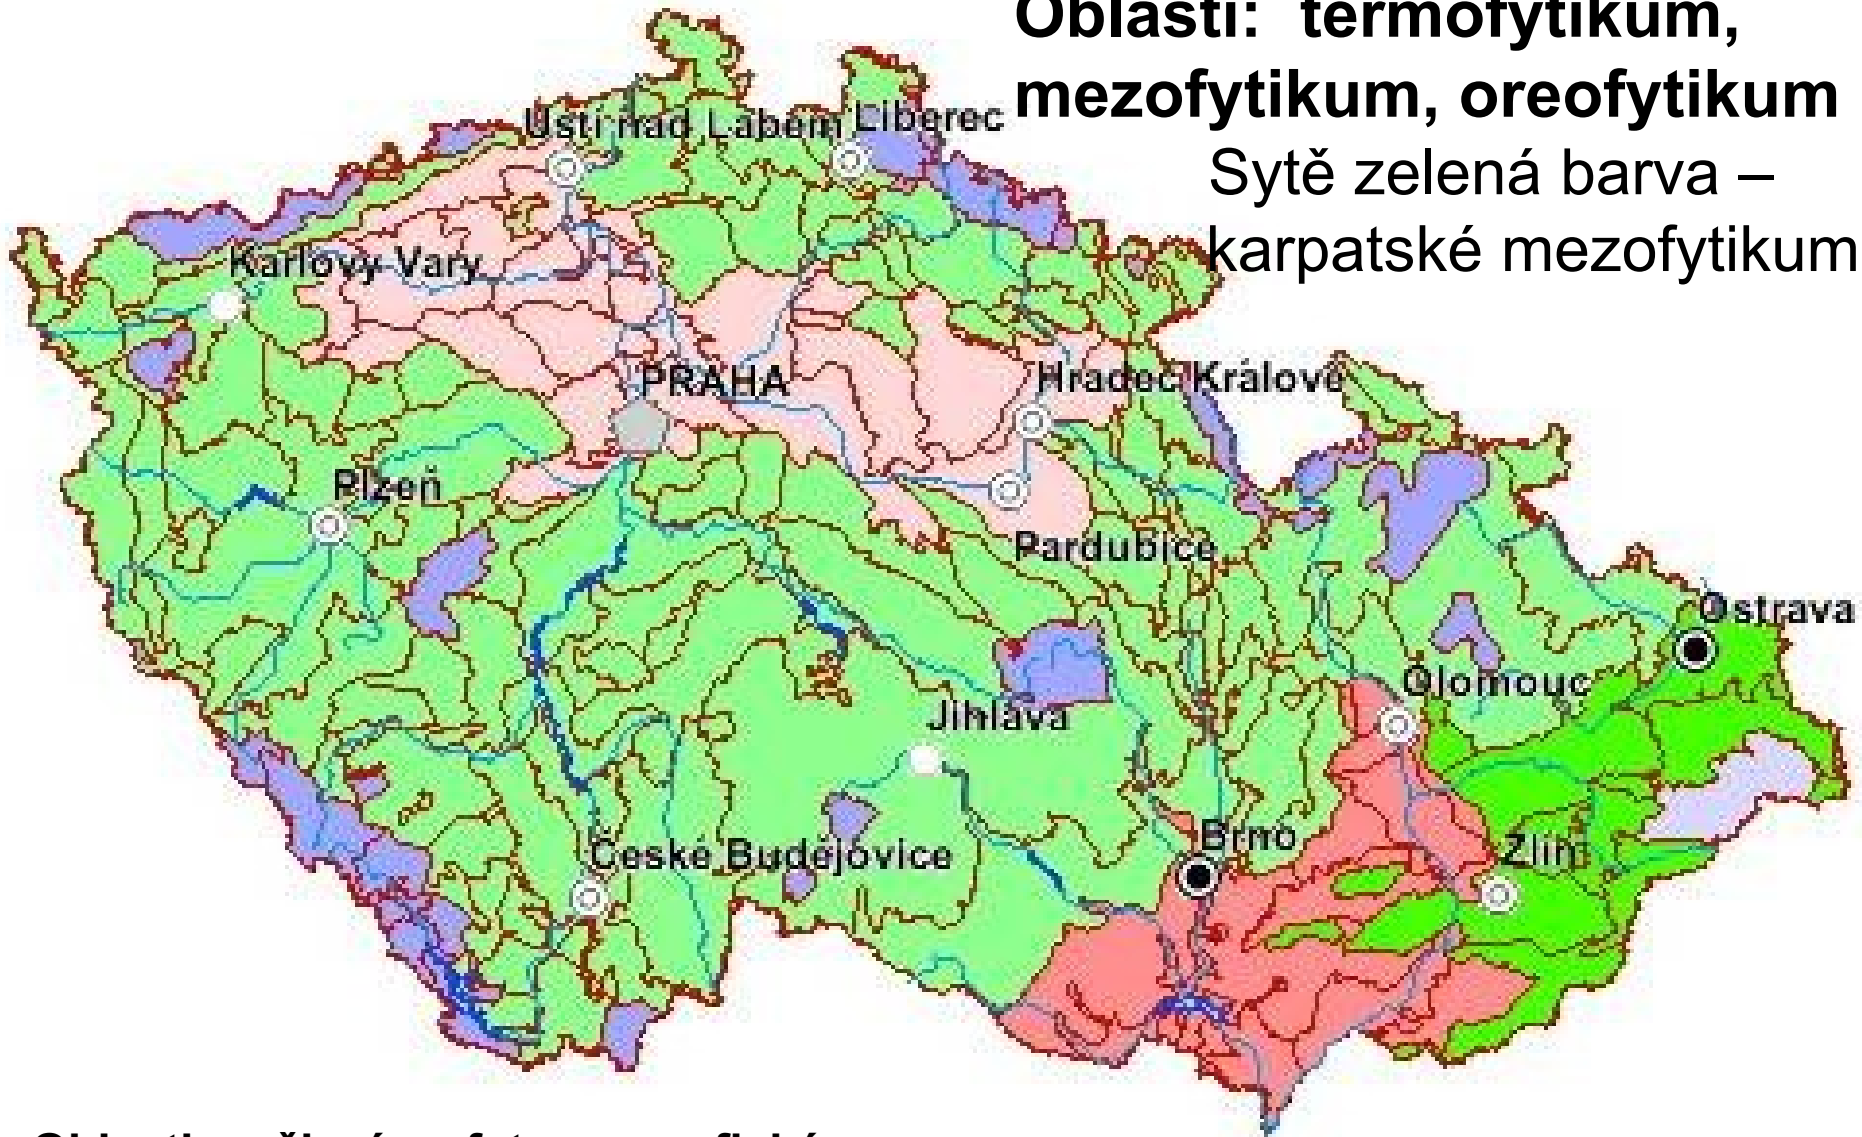 Oblasti: termofytikum,
mezofytikum, oreofytikum
Sytě zelená barva –
karpatské mezofytikum
Ústí nad Labem
Liberec
Karlovy Vary
PRAHA
Hradec Králové
Plzeň
Pardubice
Ostrava
Olomouc
Jihlava
Brno
Zlín
České Budějovice